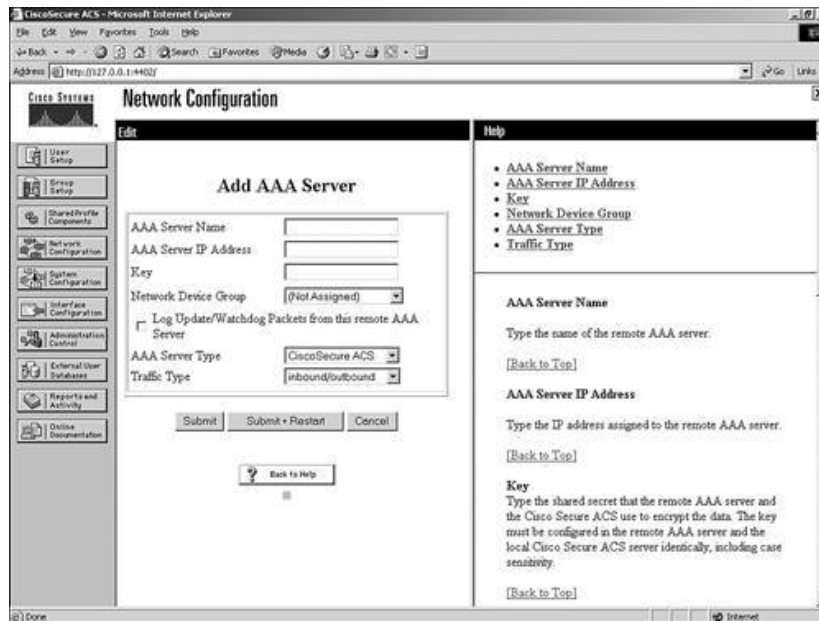 CiscoSecure ACS - Microsoft Internet Explorer
File Edit View Favorites Tools Help
Back Search Favorites Media
Address http://127.0.0.1:4402/ Go Links
Cisco Systems
Network Configuration
User Setup
Group Setup
Shared Profile Components
Network Configuration
System Configuration
Interface Configuration
Administration Control
External User Databases
Reports and Activity
Online Documentation
Edit
Add AAA Server
AAA Server Name
AAA Server IP Address
Key
Network Device Group (Not Assigned)
Log Update/Watchdog Packets from this remote AAA
Server
AAA Server Type CiscoSecure ACS
Traffic Type inbound/outbound
Submit Submit + Restart Cancel
? Back to Help
Help
• AAA Server Name
• AAA Server IP Address
• Key
• Network Device Group
• AAA Server Type
• Traffic Type
AAA Server Name
Type the name of the remote AAA server.
[Back to Top]
AAA Server IP Address
Type the IP address assigned to the remote AAA server.
[Back to Top]
Key
Type the shared secret that the remote AAA server and
the Cisco Secure ACS use to encrypt the data. The key
must be configured in the remote AAA server and the
local Cisco Secure ACS server identically, including case
sensitivity.
[Back to Top]
Done Internet